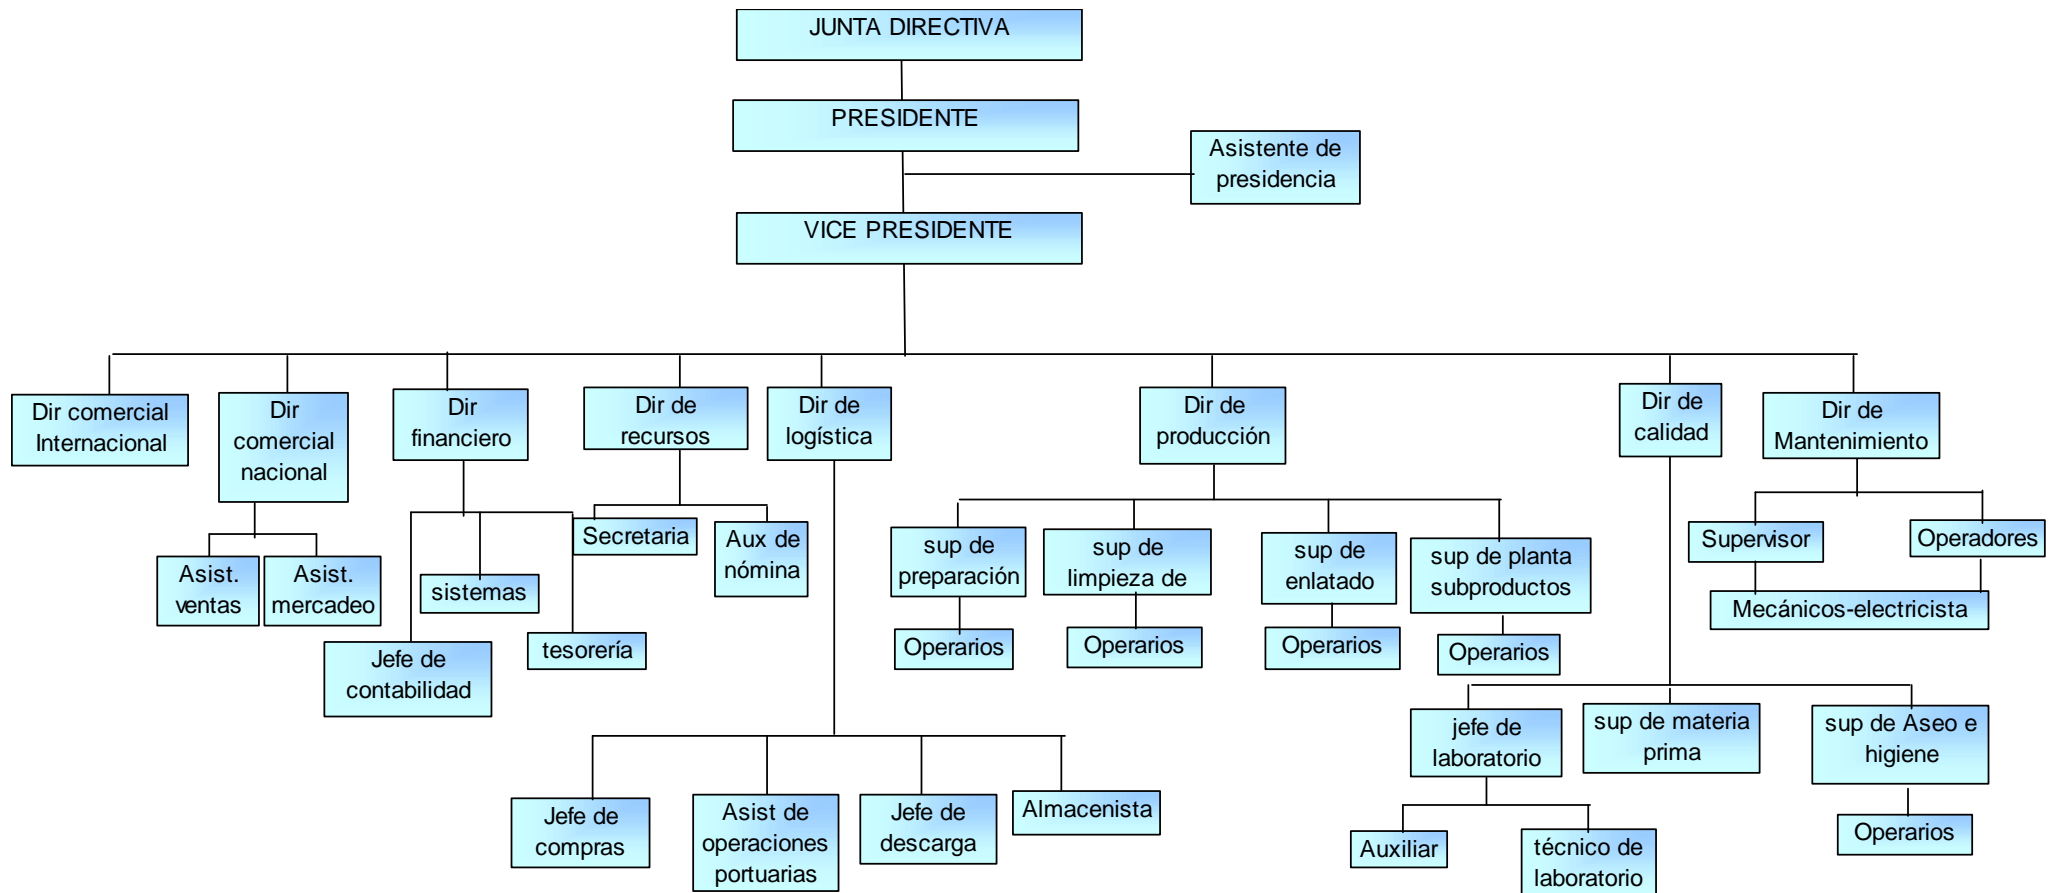 JUNTA DIRECTIVA
PRESIDENTE
Asistente de
presidencia
VICE PRESIDENTE
Dir comercial
Internacional
Dir
comercial
nacional
Dir
financiero
Dir de
recursos
Dir de
logística
Dir de
producción
Dir de
calidad
Dir de
Mantenimiento
Asist.
ventas
Asist.
mercadeo
Jefe de
contabilidad
sistemas
tesorería
Secretaria
Aux de
nómina
sup de
preparación
sup de
limpieza de
sup de
enlatado
sup de planta
subproductos
Operarios
Operarios
Operarios
Operarios
Supervisor
Operadores
Mecánicos-electricista
Jefe de
compras
Asist de
operaciones
portuarias
Jefe de
descarga
Almacenista
jefe de
laboratorio
sup de materia
prima
sup de Aseo e
higiene
Auxiliar
técnico de
laboratorio
Operarios